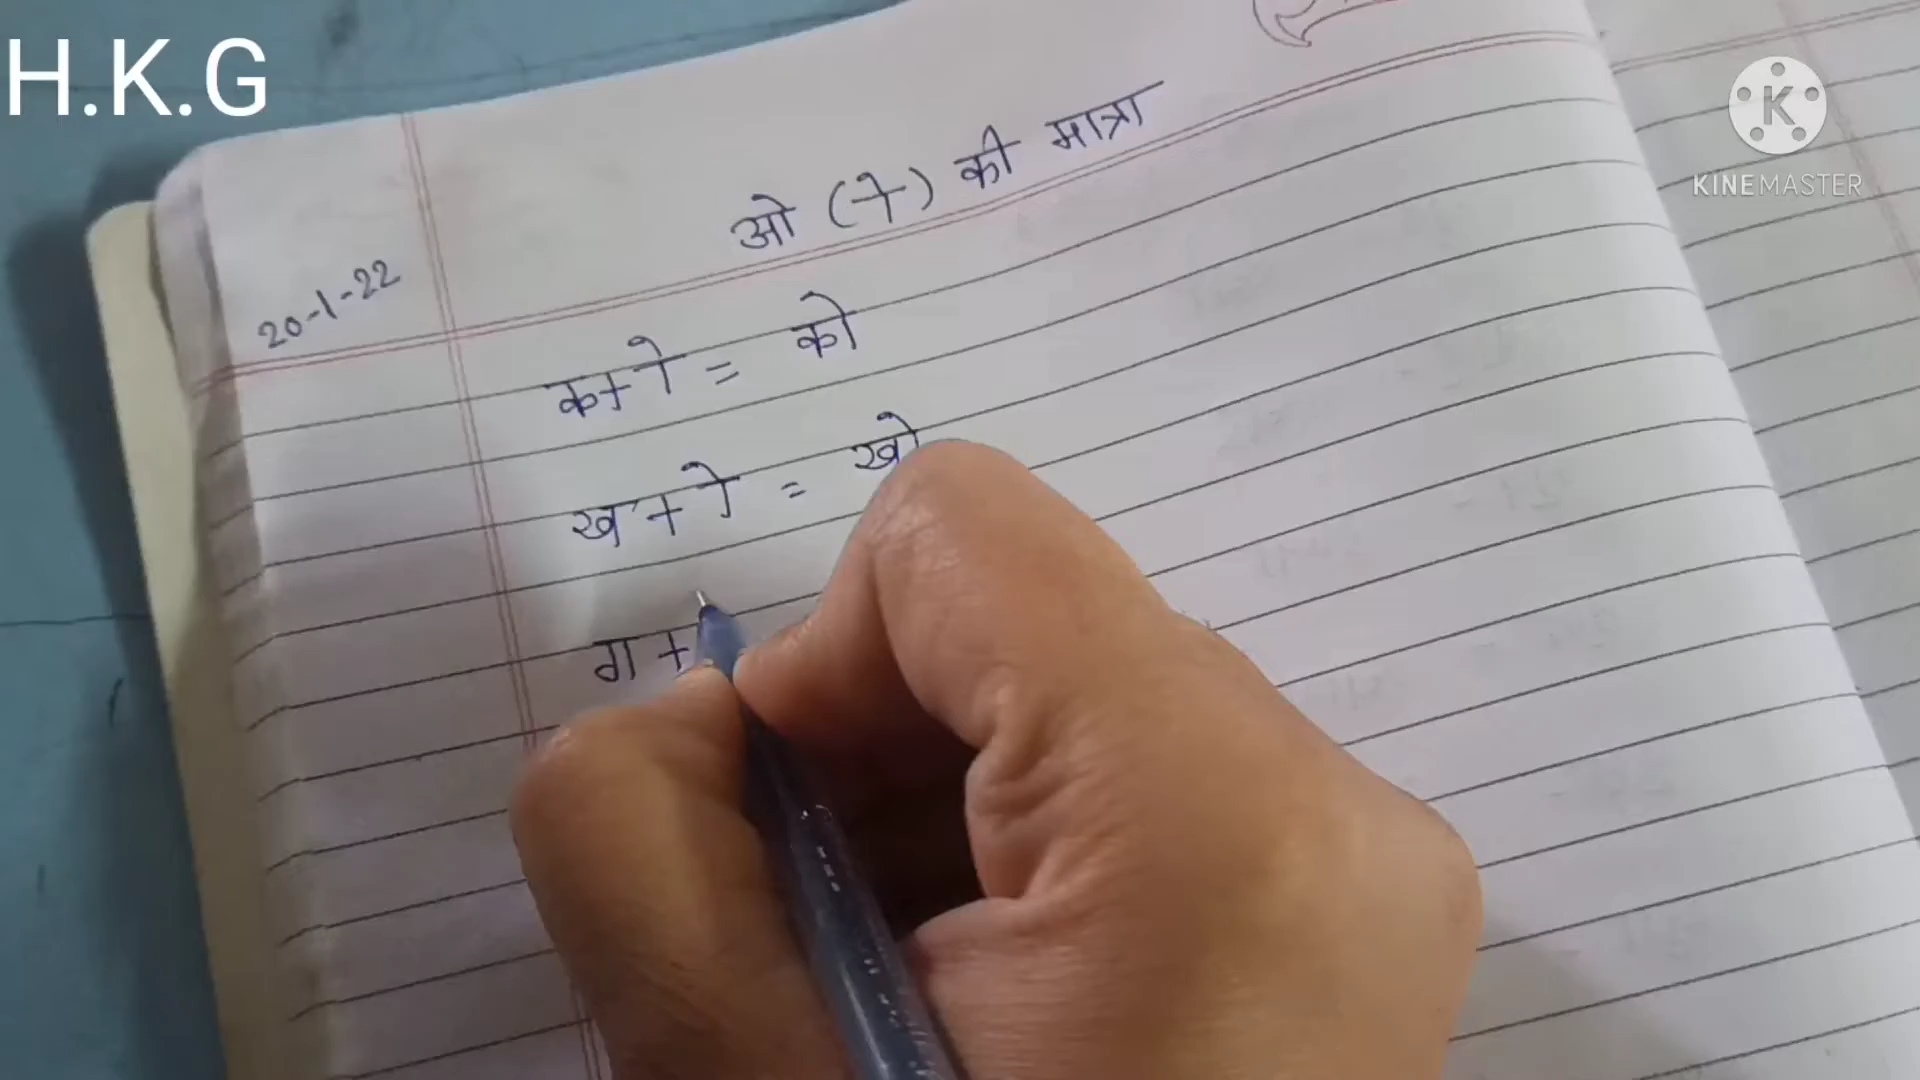 H.K.G
KINEMASTER
ओ (ो) की मात्रा
20-1-22
क + ो = को
ख + ो = खो
ग +